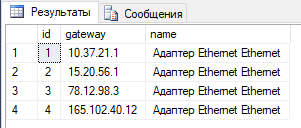 Результаты Сообщения
id gateway name
1 1 10.37.21.1 Адаптер Ethernet Ethernet
2 2 15.20.56.1 Адаптер Ethernet Ethernet
3 3 78.12.98.3 Адаптер Ethernet Ethernet
4 4 165.102.40.12 Адаптер Ethernet Ethernet